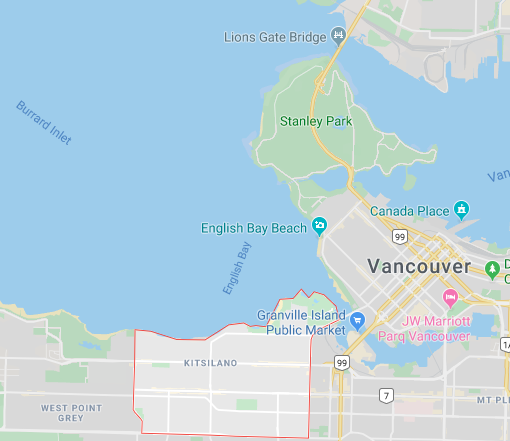 Lions Gate Bridge
Burrard Inlet
Stanley Park
Van
Canada Place
English Bay Beach
99
English Bay
Vancouver
D
C
Granville Island
Public Market
JW Marriott
Parq Vancouver
1A
KITSILANO
99
7
MT PL
WEST POINT
GREY